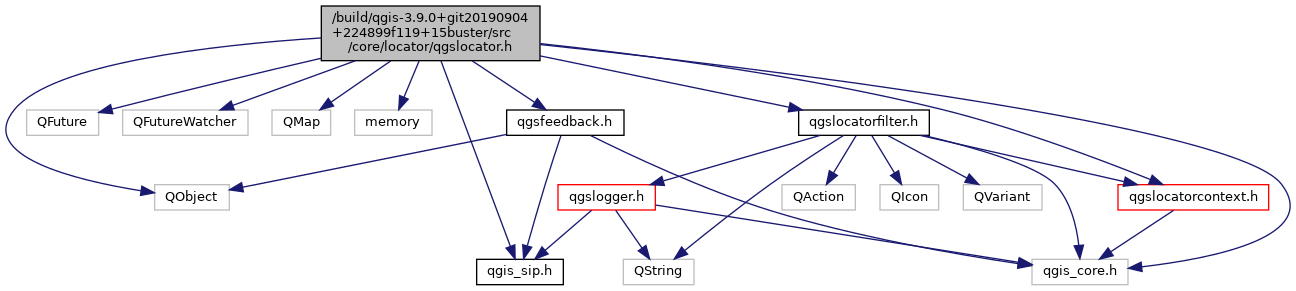 /build/qgis-3.9.0+git20190904
+224899f119+15buster/src
/core/locator/qgslocator.h
QFuture
QFutureWatcher
QMap
memory
qgsfeedback.h
qgslocatorfilter.h
QObject
qgslogger.h
QAction
QIcon
QVariant
qgslocatorcontext.h
qgis_sip.h
QString
qgis_core.h